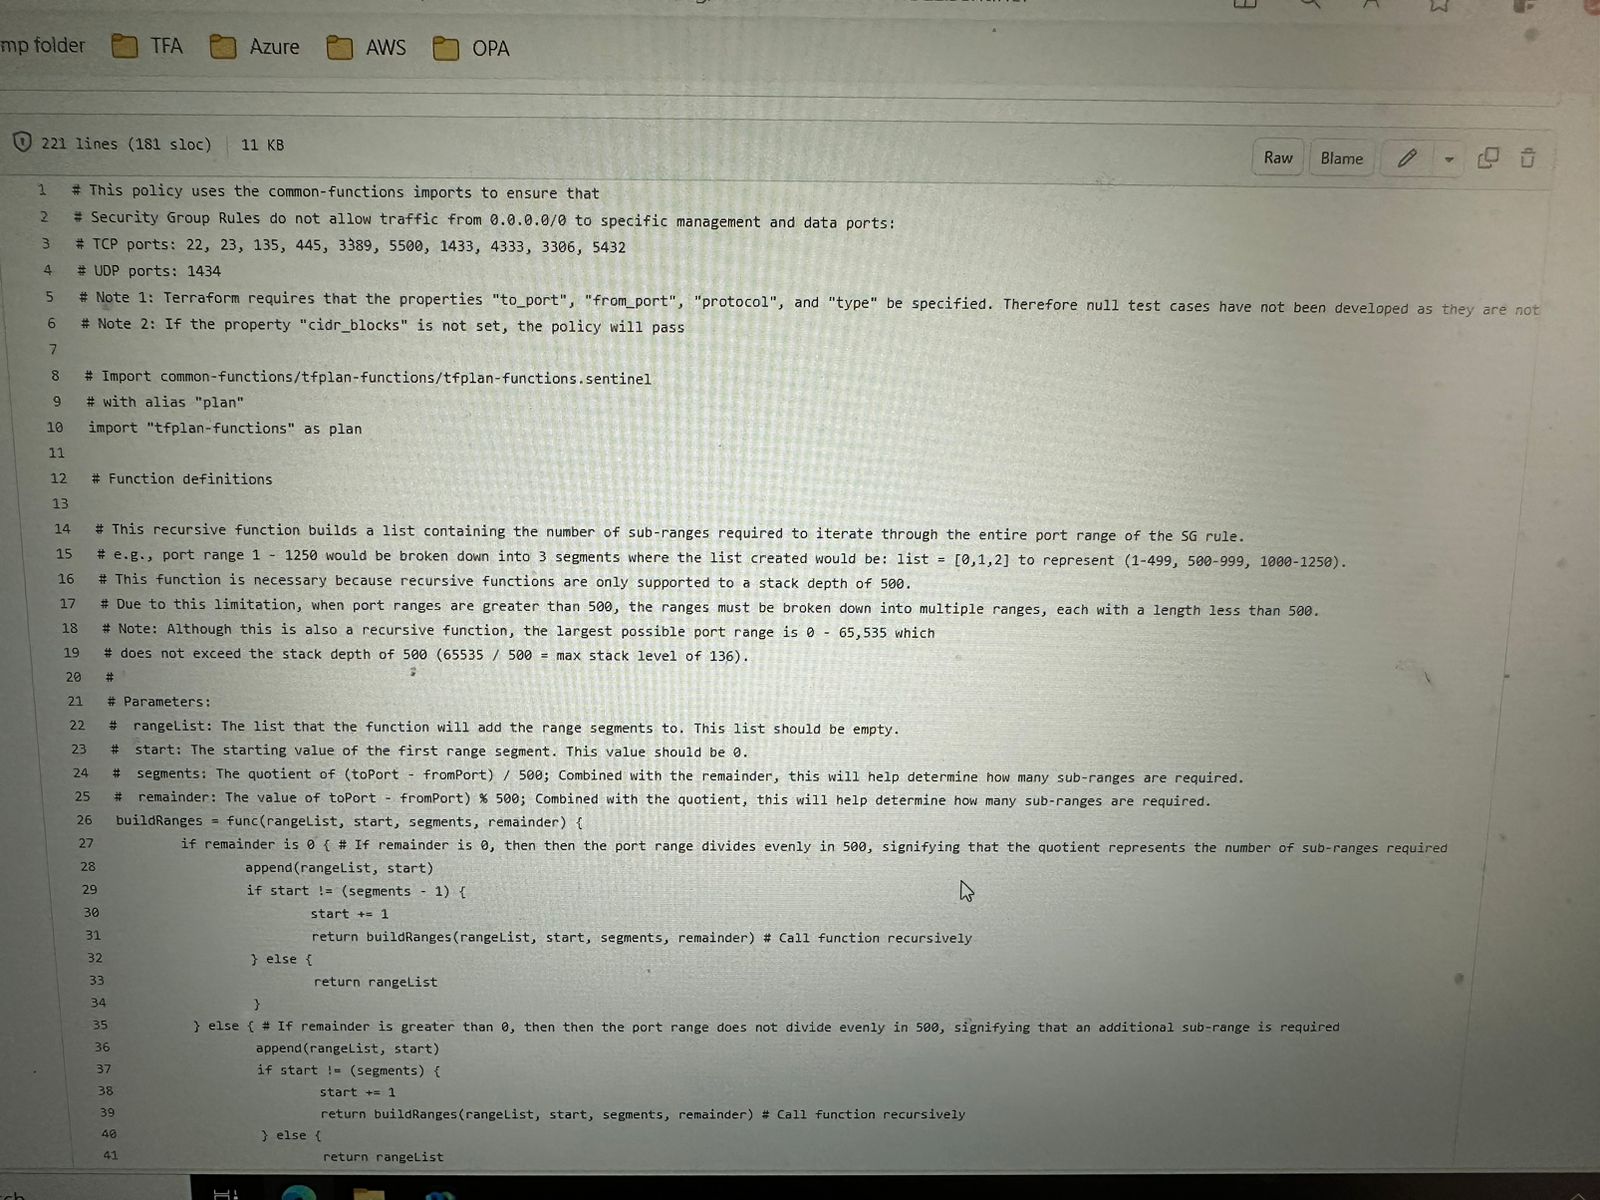 mp folder TFA Azure AWS OPA
221 lines (181 sloc) 11 KB Raw Blame
1 # This policy uses the common-functions imports to ensure that
2 # Security Group Rules do not allow traffic from 0.0.0.0/0 to specific management and data ports:
3 # TCP ports: 22, 23, 135, 445, 3389, 5500, 1433, 4333, 3306, 5432
4 # UDP ports: 1434
5 # Note 1: Terraform requires that the properties "to_port", "from_port", "protocol", and "type" be specified. Therefore null test cases have not been developed as they are not
6 # Note 2: If the property "cidr_blocks" is not set, the policy will pass
7
8 # Import common-functions/tfplan-functions/tfplan-functions.sentinel
9 # with alias "plan"
10 import "tfplan-functions" as plan
11
12 # Function definitions
13
14 # This recursive function builds a list containing the number of sub-ranges required to iterate through the entire port range of the SG rule.
15 # e.g., port range 1 - 1250 would be broken down into 3 segments where the list created would be: list = [0,1,2] to represent (1-499, 500-999, 1000-1250).
16 # This function is necessary because recursive functions are only supported to a stack depth of 500.
17 # Due to this limitation, when port ranges are greater than 500, the ranges must be broken down into multiple ranges, each with a length less than 500.
18 # Note: Although this is also a recursive function, the largest possible port range is 0 - 65,535 which
19 # does not exceed the stack depth of 500 (65535 / 500 = max stack level of 136).
20 #
21 # Parameters:
22 # rangeList: The list that the function will add the range segments to. This list should be empty.
23 # start: The starting value of the first range segment. This value should be 0.
24 # segments: The quotient of (toPort - fromPort) / 500; Combined with the remainder, this will help determine how many sub-ranges are required.
25 # remainder: The value of toPort - fromPort) % 500; Combined with the quotient, this will help determine how many sub-ranges are required.
26 buildRanges = func(rangeList, start, segments, remainder) {
27 if remainder is 0 { # If remainder is 0, then then the port range divides evenly in 500, signifying that the quotient represents the number of sub-ranges required
28 append(rangeList, start)
29 if start != (segments - 1) {
30 start += 1
31 return buildRanges(rangeList, start, segments, remainder) # Call function recursively
32 } else {
33 return rangeList
34 }
35 } else { # If remainder is greater than 0, then then the port range does not divide evenly in 500, signifying that an additional sub-range is required
36 append(rangeList, start)
37 if start != (segments) {
38 start += 1
39 return buildRanges(rangeList, start, segments, remainder) # Call function recursively
40 } else {
41 return rangeList